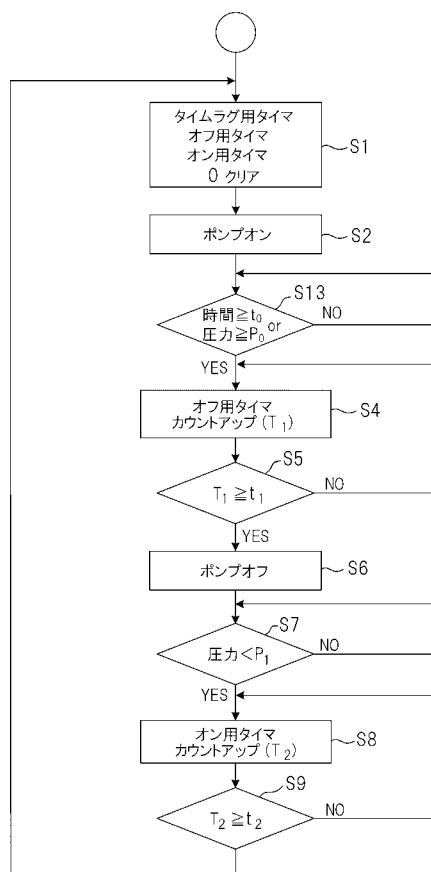 タイムラグ用タイマ
オフ用タイマ
オン用タイマ
0 クリア
S1
ポンプオン
S2
S13
時間≧t0 or
圧力≧P0
NO
YES
オフ用タイマ
カウントアップ(T1)
S4
S5
T1≧t1
NO
YES
ポンプオフ
S6
S7
圧力<P1
NO
YES
オン用タイマ
カウントアップ(T2)
S8
S9
T2≧t2
NO